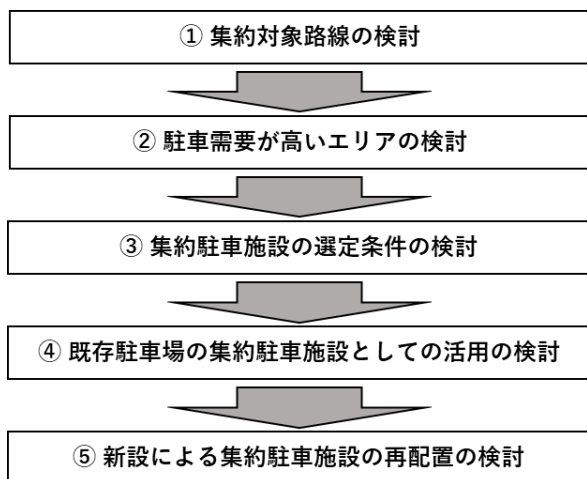 ① 集約対象路線の検討
② 駐車需要が高いエリアの検討
③ 集約駐車施設の選定条件の検討
④ 既存駐車場の集約駐車施設としての活用の検討
⑤ 新設による集約駐車施設の再配置の検討